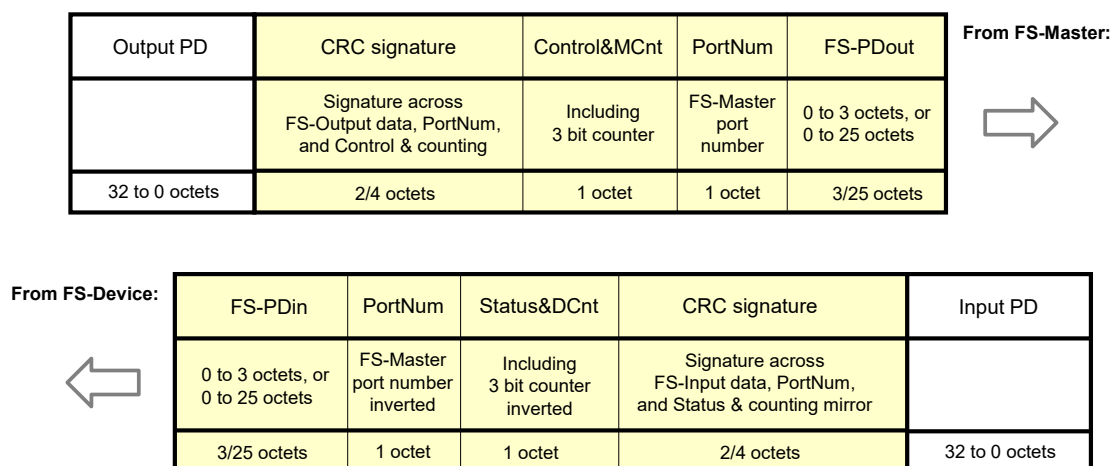 Output PD
CRC signature
Control&MCnt
PortNum
FS-PDout
From FS-Master:
Signature across
FS-Output data, PortNum,
and Control & counting
Including
3 bit counter
FS-Master
port
number
0 to 3 octets, or
0 to 25 octets
32 to 0 octets
2/4 octets
1 octet
1 octet
3/25 octets
From FS-Device:
FS-PDin
PortNum
Status&DCnt
CRC signature
Input PD
0 to 3 octets, or
0 to 25 octets
FS-Master
port number
inverted
Including
3 bit counter
inverted
Signature across
FS-Input data, PortNum,
and Status & counting mirror
3/25 octets
1 octet
1 octet
2/4 octets
32 to 0 octets